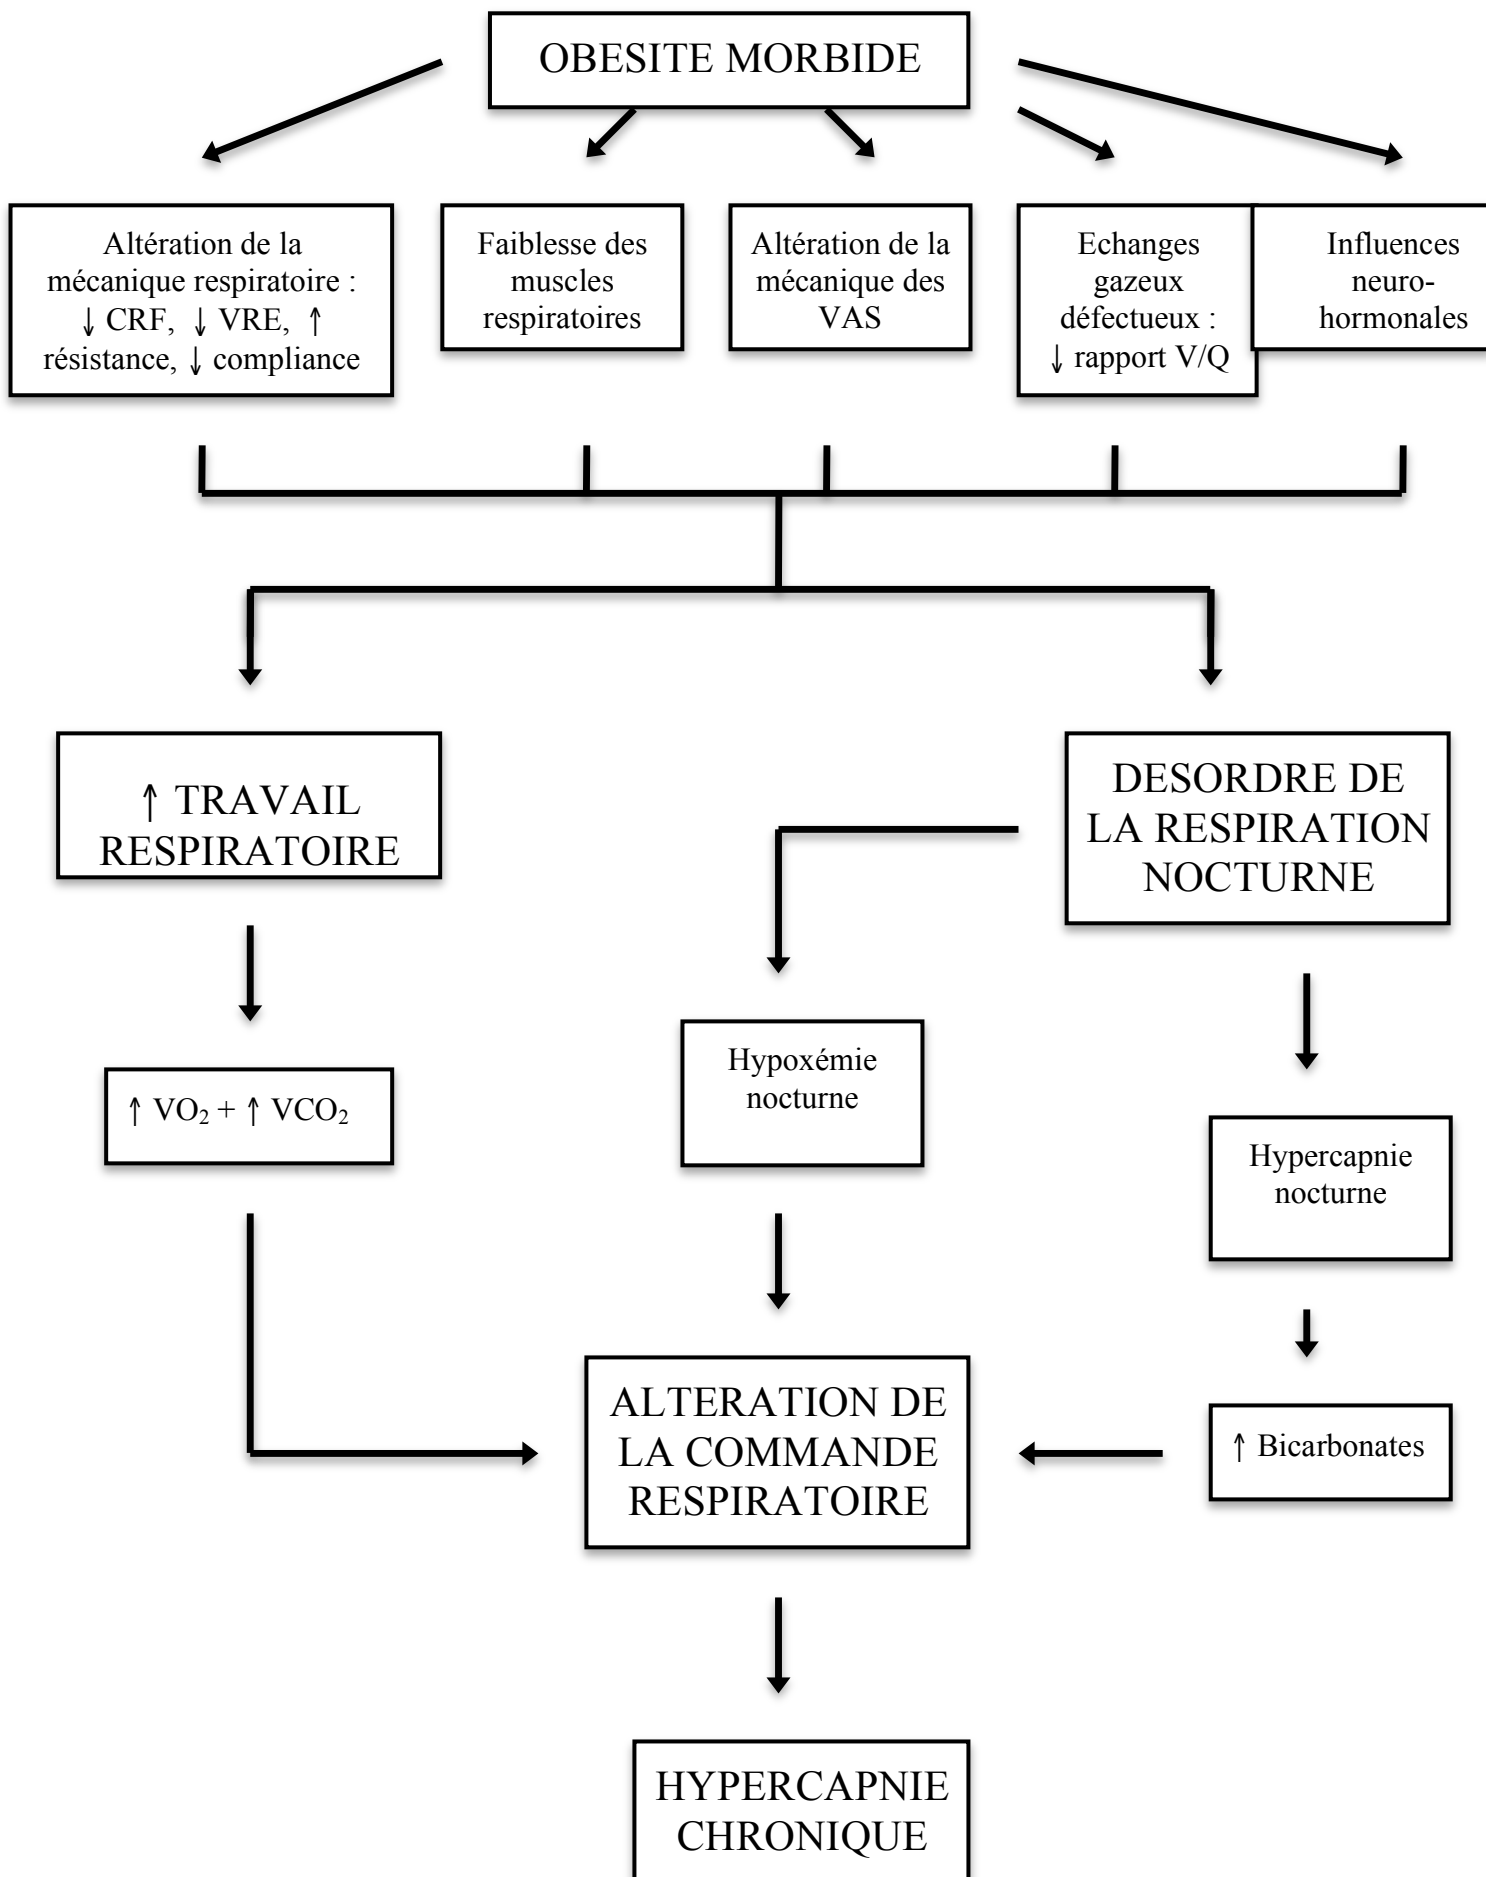 OBESITE MORBIDE
Altération de la
mécanique respiratoire :
↓ CRF, ↓ VRE, ↑
résistance, ↓ compliance
Faiblesse des
muscles
respiratoires
Altération de la
mécanique des
VAS
Echanges
gazeux
défectueux :
↓ rapport V/Q
Influences
neuro-
hormonales
↑ TRAVAIL
RESPIRATOIRE
DESORDRE DE
LA RESPIRATION
NOCTURNE
↑ VO₂ + ↑ VCO₂
Hypoxémie
nocturne
Hypercapnie
nocturne
ALTERATION DE
LA COMMANDE
RESPIRATOIRE
↑ Bicarbonates
HYPERCAPNIE
CHRONIQUE